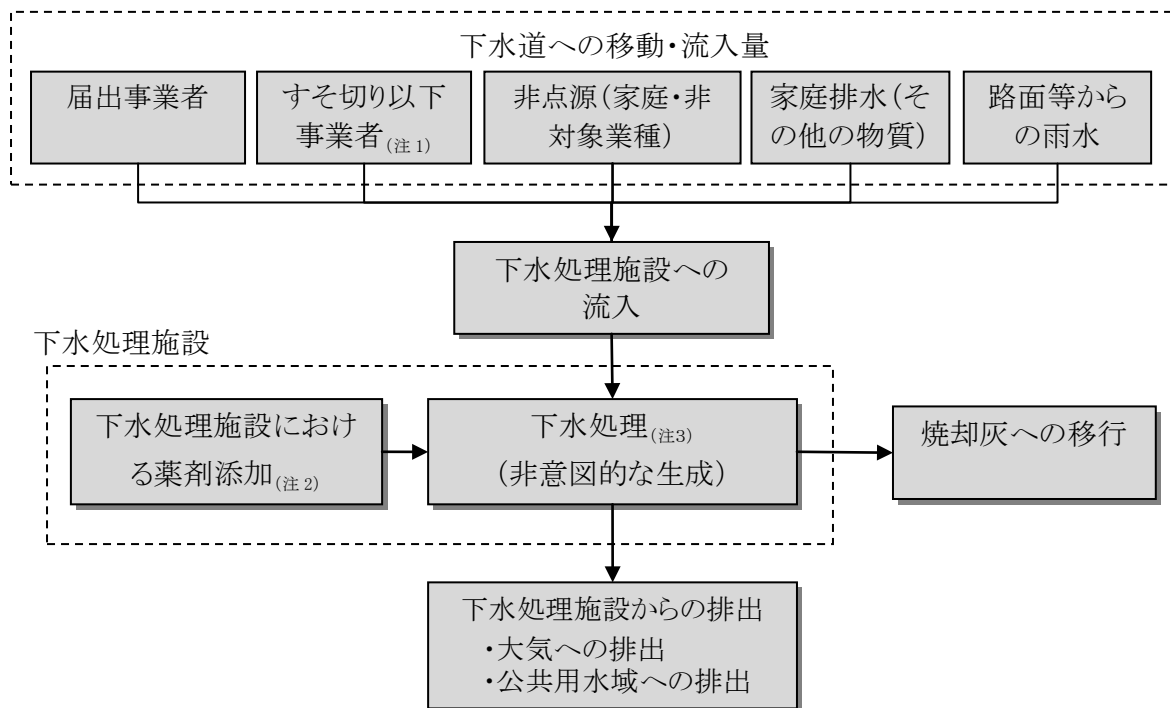 下水道への移動・流入量
届出事業者
すそ切り以下
事業者(注1)
非点源(家庭・非
対象業種)
家庭排水(そ
の他の物質)
路面等から
の雨水
下水処理施設への
流入
下水処理施設
下水処理施設におけ
る薬剤添加(注2)
下水処理(注3)
(非意図的な生成)
焼却灰への移行
下水処理施設からの排出
・大気への排出
・公共用水域への排出